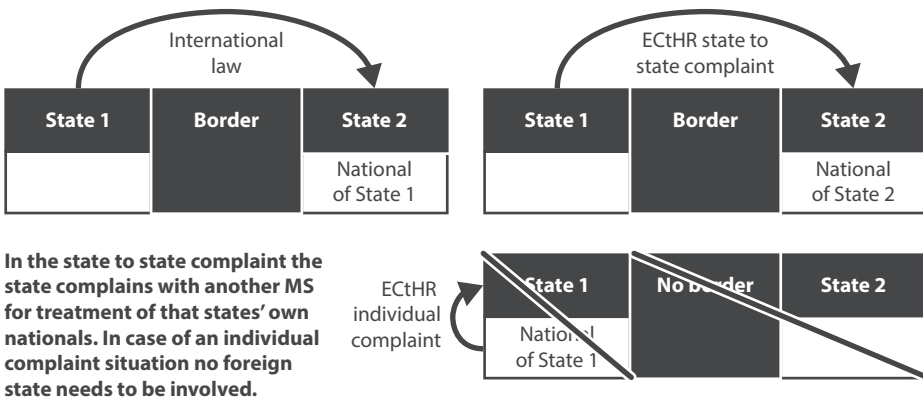 International
law
State 1
Border
State 2
National
of State 1
ECtHR state to
state complaint
State 1
Border
State 2
National
of State 2
In the state to state complaint the
state complains with another MS
for treatment of that states’ own
nationals. In case of an individual
complaint situation no foreign
state needs to be involved.
ECtHR
individual
complaint
State 1
No border
State 2
National
of State 1